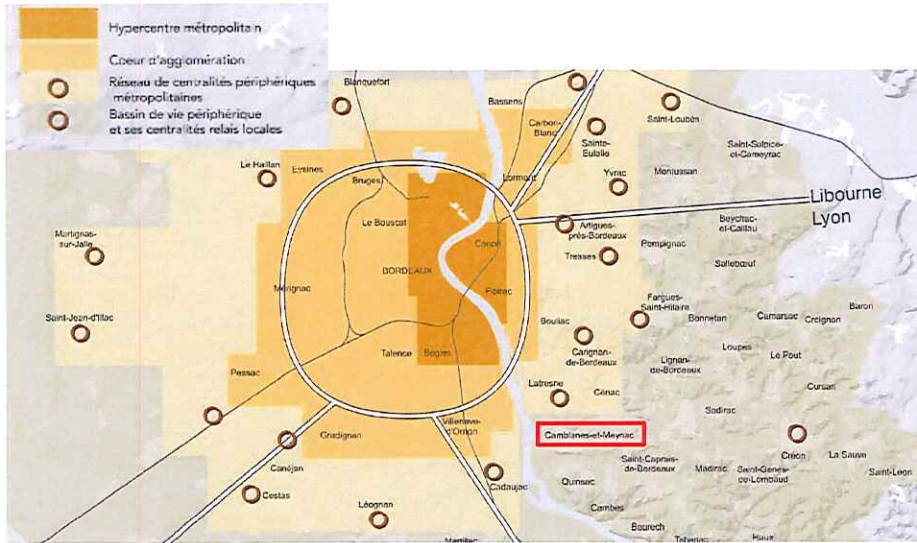 Hypercentre métropolitain
Coeur d'agglomération
Réseau de centralités périphériques
métropolitaines
Bassin de vie périphérique
et ses centralités relais locales
Blanquefort
Bassens
Carbon-
Blanc
Sainte-
Eulalie
Saint-Loubès
Saint-Sulpice-
et-Cameyrac
Montussan
Le Haillan
Eysines
Bruges
Lormont
Yvrac
Libourne
Lyon
Le Bouscat
Cenon
Artigues-
près-Bordeaux
Beychac-
et-Caillau
Martignas-
sur-Jalle
Pompignac
Tresses
Salleboeuf
BORDEAUX
Mérignac
Floirac
Fargues-
Saint-Hilaire
Baron
Saint-Jean-d'Illac
Bouliac
Bonnetan
Camarsac
Croignon
Talence
Bègles
Carignan-
de-Bordeaux
Lignan-
de-Bordeaux
Loupes
Le Pout
Pessac
Latresne
Cénac
Cursan
Sadirac
Gradignan
Villenave-
d'Ornon
Camblanes-et-Meynac
Créon
La Sauve
Canéjan
Saint-Caprais-
de-Bordeaux
Madirac
Saint-Genès-
de-Lombaud
Saint-Léon
Cestas
Cadaujac
Quinsac
Léognan
Cambes
Martillac
Baurech
Tabanac
Haux